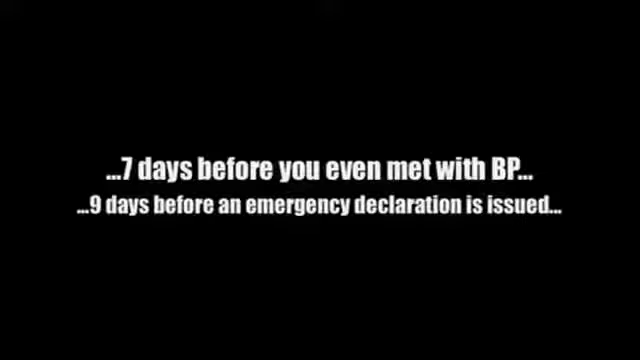 ...7 days before you even met with BP...
...9 days before an emergency declaration is issued...